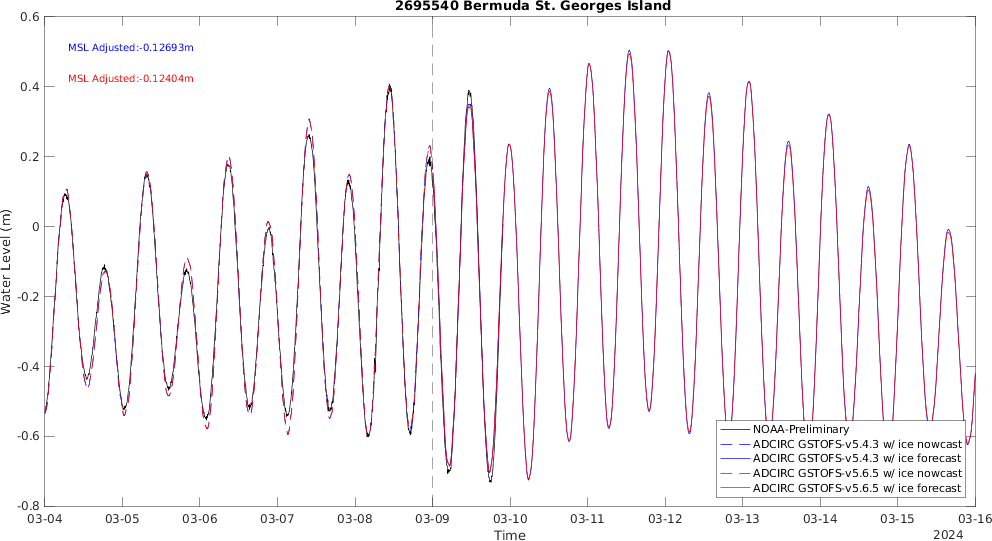 2695540 Bermuda St. Georges Island
0.6
MSL Adjusted:-0.12693m
MSL Adjusted:-0.12404m
0.4
0.2
0
-0.2
-0.4
-0.6
-0.8
Water Level (m)
NOAA-Preliminary
ADCIRC GSTOFS-v5.4.3 w/ ice nowcast
ADCIRC GSTOFS-v5.4.3 w/ ice forecast
ADCIRC GSTOFS-v5.6.5 w/ ice nowcast
ADCIRC GSTOFS-v5.6.5 w/ ice forecast
03-04 03-05 03-06 03-07 03-08 03-09 03-10 03-11 03-12 03-13 03-14 03-15 03-16
Time
2024